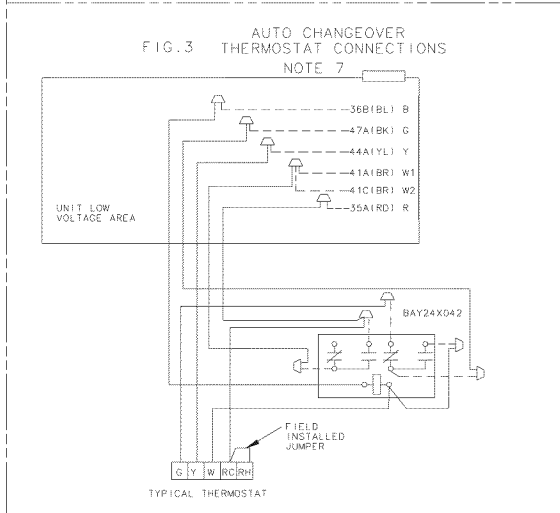 AUTO CHANGEOVER
FIG.3 THERMOSTAT CONNECTIONS
NOTE 7
36B(BL) B
47A(BK) G
44A(YL) Y
41A(BR) W1
41C(BR) W2
35A(RD) R
UNIT LOW
VOLTAGE AREA
BAY24X042
FIELD
INSTALLED
JUMPER
G Y W RC RH
TYPICAL THERMOSTAT